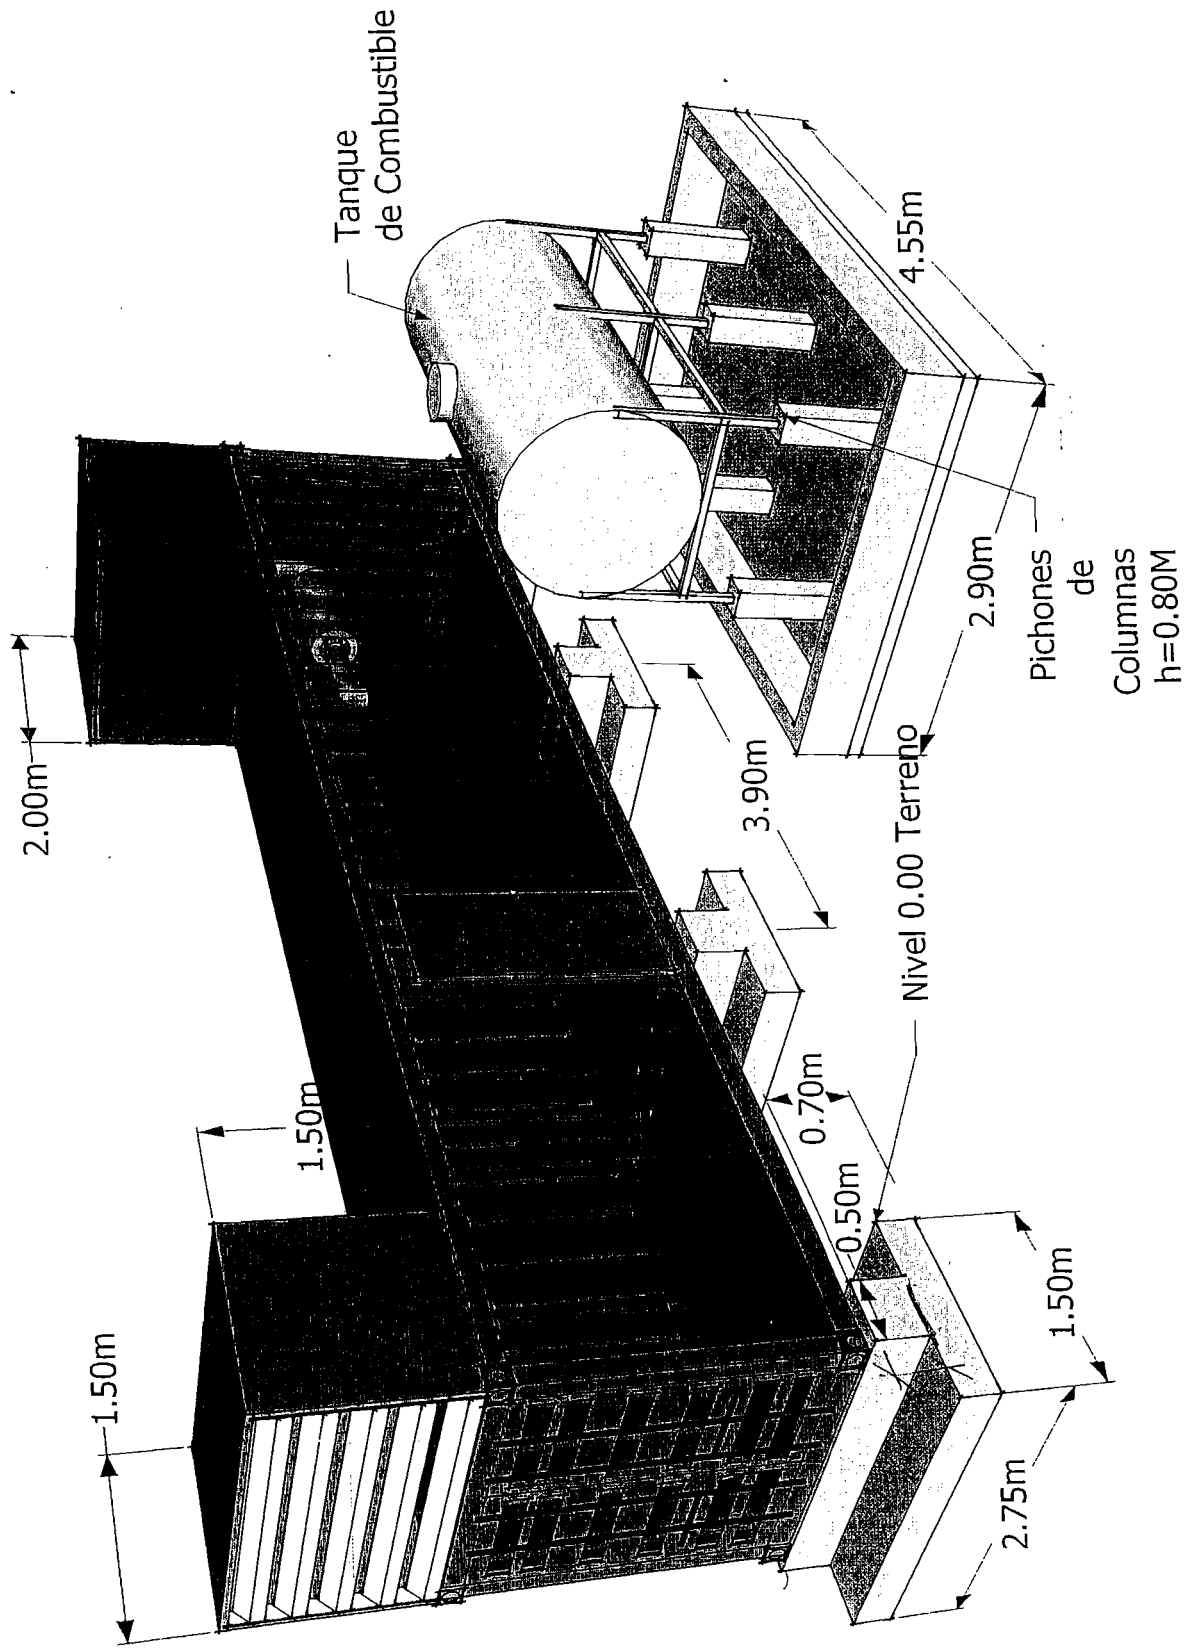 2.00m
1.50m
1.50m
Tanque
de Combustible
3.90m
0.70m
0.50m
Nivel 0.00 Terreno
4.55m
2.90m
Pichones
de
Columnas
h=0.80M
1.50m
2.75m